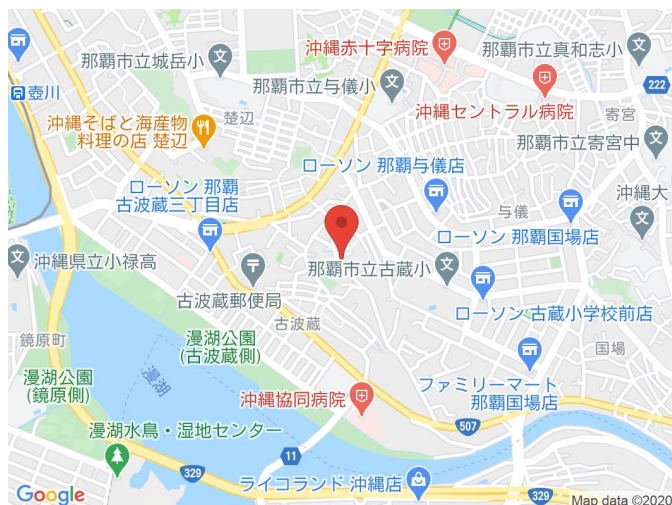 沖縄赤十字病院
那覇市立真和志小
那覇市立城岳小
那覇市立与儀小
222
壺川
沖縄セントラル病院
寄宮
沖縄そばと海産物
料理の店 楚辺
楚辺
那覇市立寄宮中
ローソン 那覇与儀店
ローソン 那覇
古波蔵三丁目店
与儀
沖縄大
ローソン 那覇国場店
沖縄県立小禄高
那覇市立古蔵小
古波蔵郵便局
ローソン 古蔵小学校前店
古波蔵
鏡原町
漫湖公園
(古波蔵側)
国場
漫湖公園
(鏡原側)
漫湖
ファミリーマート
那覇国場店
沖縄協同病院
507
漫湖水鳥・湿地センター
11
329
ライコランド 沖縄店
329
Google
Map data ©2020